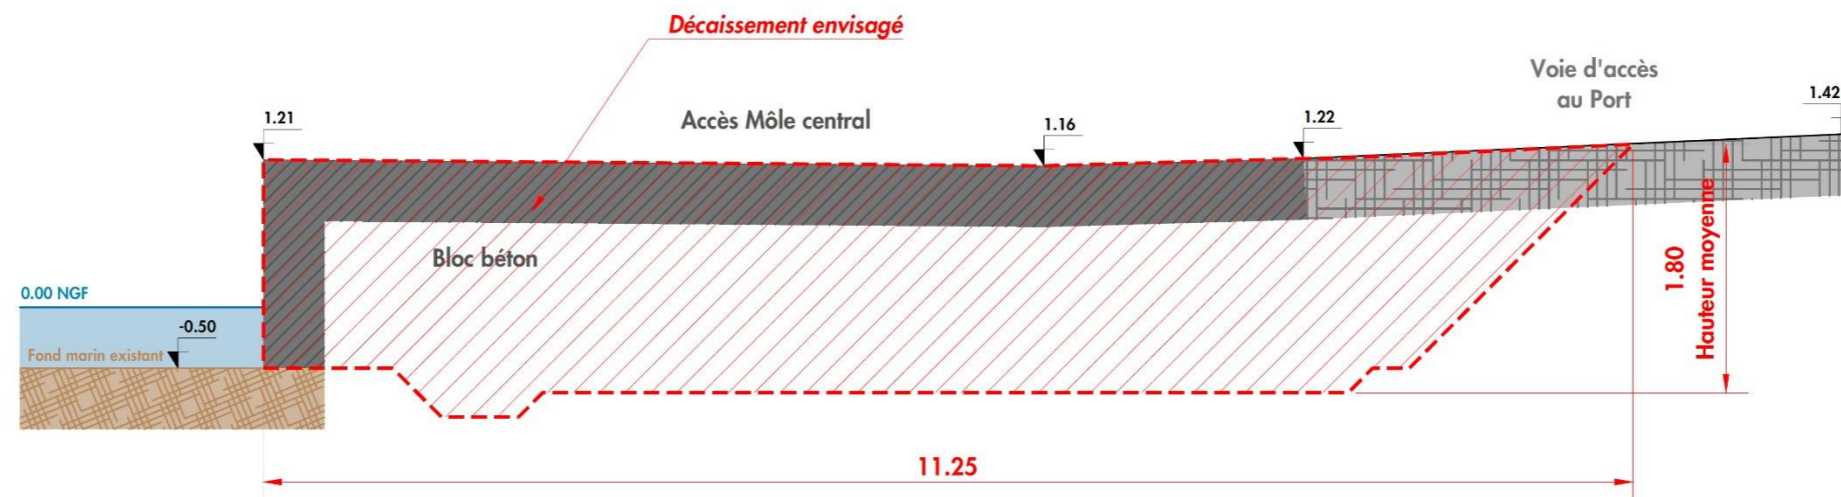 Décaissement envisagé
Voie d'accès
au Port
1.42
1.21
Accès Môle central
1.16
1.22
Bloc béton
0.00 NGF
-0.50
Fond marin existant
1.80
Hauteur moyenne
11.25